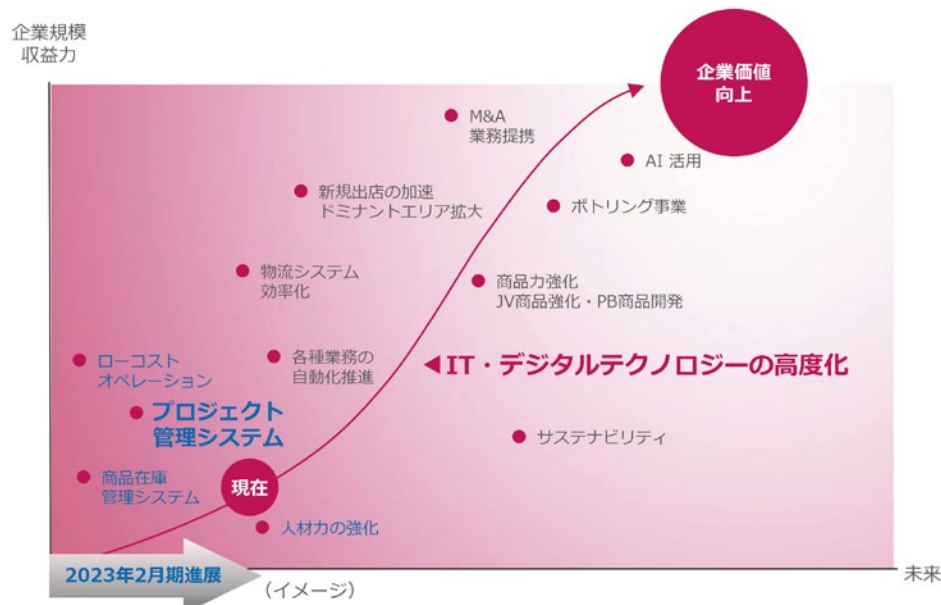 企業規模
収益力
企業価値
向上
M&A
業務提携
AI 活用
新規出店の加速
ドミナントエリア拡大
ボトリング事業
物流システム
効率化
商品力強化
JV商品強化・PB商品開発
ローコスト
オペレーション
各種業務の
自動化推進
◀IT・デジタルテクノロジーの高度化
プロジェクト
管理システム
サステナビリティ
商品在庫
管理システム
現在
人材力の強化
2023年2月期進展
（イメージ）
未来